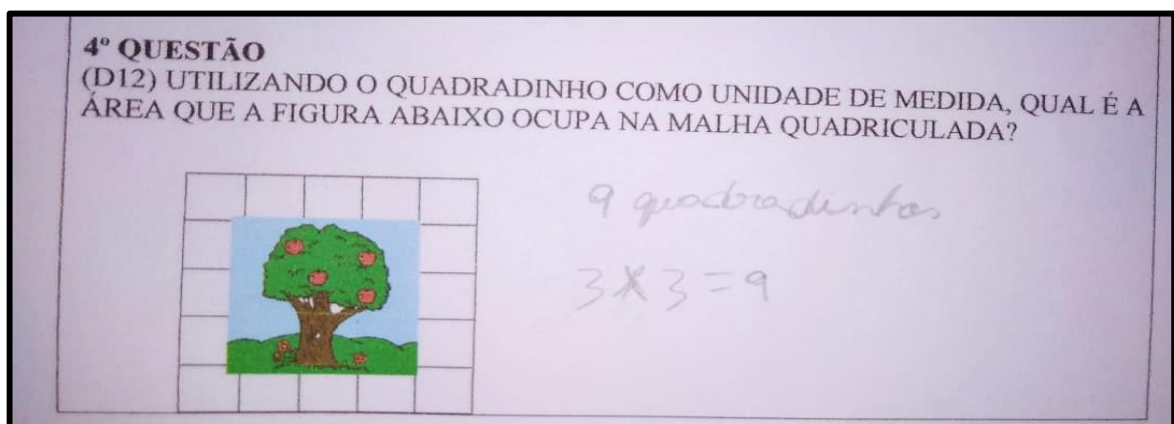 4º QUESTÃO
(D12) UTILIZANDO O QUADRADINHO COMO UNIDADE DE MEDIDA, QUAL É A
ÁREA QUE A FIGURA ABAIXO OCUPA NA MALHA QUADRICULADA?
9 quadradinhos
3X3=9